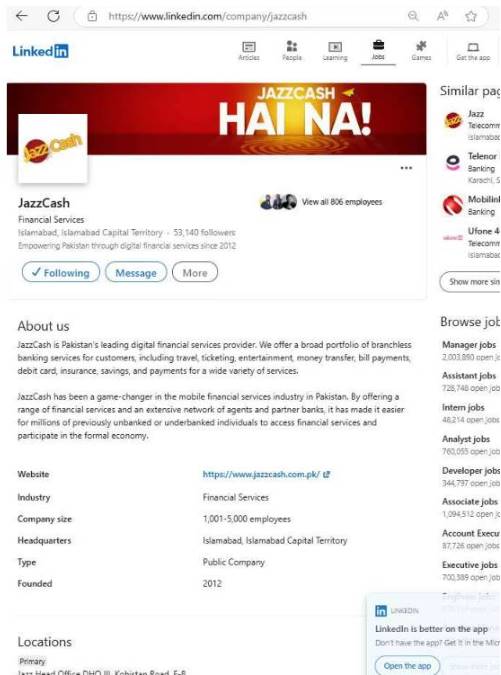 https://www.linkedin.com/company/jazzcash
Linked in
Articles
People
Learning
Jobs
Games
Get the app
JAZZCASH
HAI NA!
Jazz Cash
JazzCash
Financial Services
Islamabad, Islamabad Capital Territory · 53,140 followers
Empowering Pakistan through digital financial services since 2012
View all 806 employees
✓ Following
Message
More
About us
JazzCash is Pakistan's leading digital financial services provider. We offer a broad portfolio of branchless
banking services for customers, including travel, ticketing, entertainment, money transfer, bill payments,
debit card, insurance, savings, and payments for a wide variety of services.
JazzCash has been a game-changer in the mobile financial services industry in Pakistan. By offering a
range of financial services and an extensive network of agents and partner banks, it has made it easier
for millions of previously unbanked or underbanked individuals to access financial services and
participate in the formal economy.
Website https://www.jazzcash.com.pk/
Industry Financial Services
Company size 1,001-5,000 employees
Headquarters Islamabad, Islamabad Capital Territory
Type Public Company
Founded 2012
Locations
Primary
Jazz Head Office DHQ III, Kohistan Road, F-8
Similar pag
Jazz
Telecomm
Islamabad
Telenor
Banking
Karachi, S
Mobilink
Banking
Ufone 4
Telecomm
Islamabad
Show more sim
Browse job
Manager jobs
2,003,890 open jo
Assistant jobs
728,748 open job
Intern jobs
48,214 open jobs
Analyst jobs
760,055 open job
Developer jobs
344,797 open job
Associate jobs
1,094,512 open jo
Account Execut
87,726 open jobs
Executive jobs
700,389 open job
in LINKEDIN
LinkedIn is better on the app
Don't have the app? Get it in the Micr
Open the app